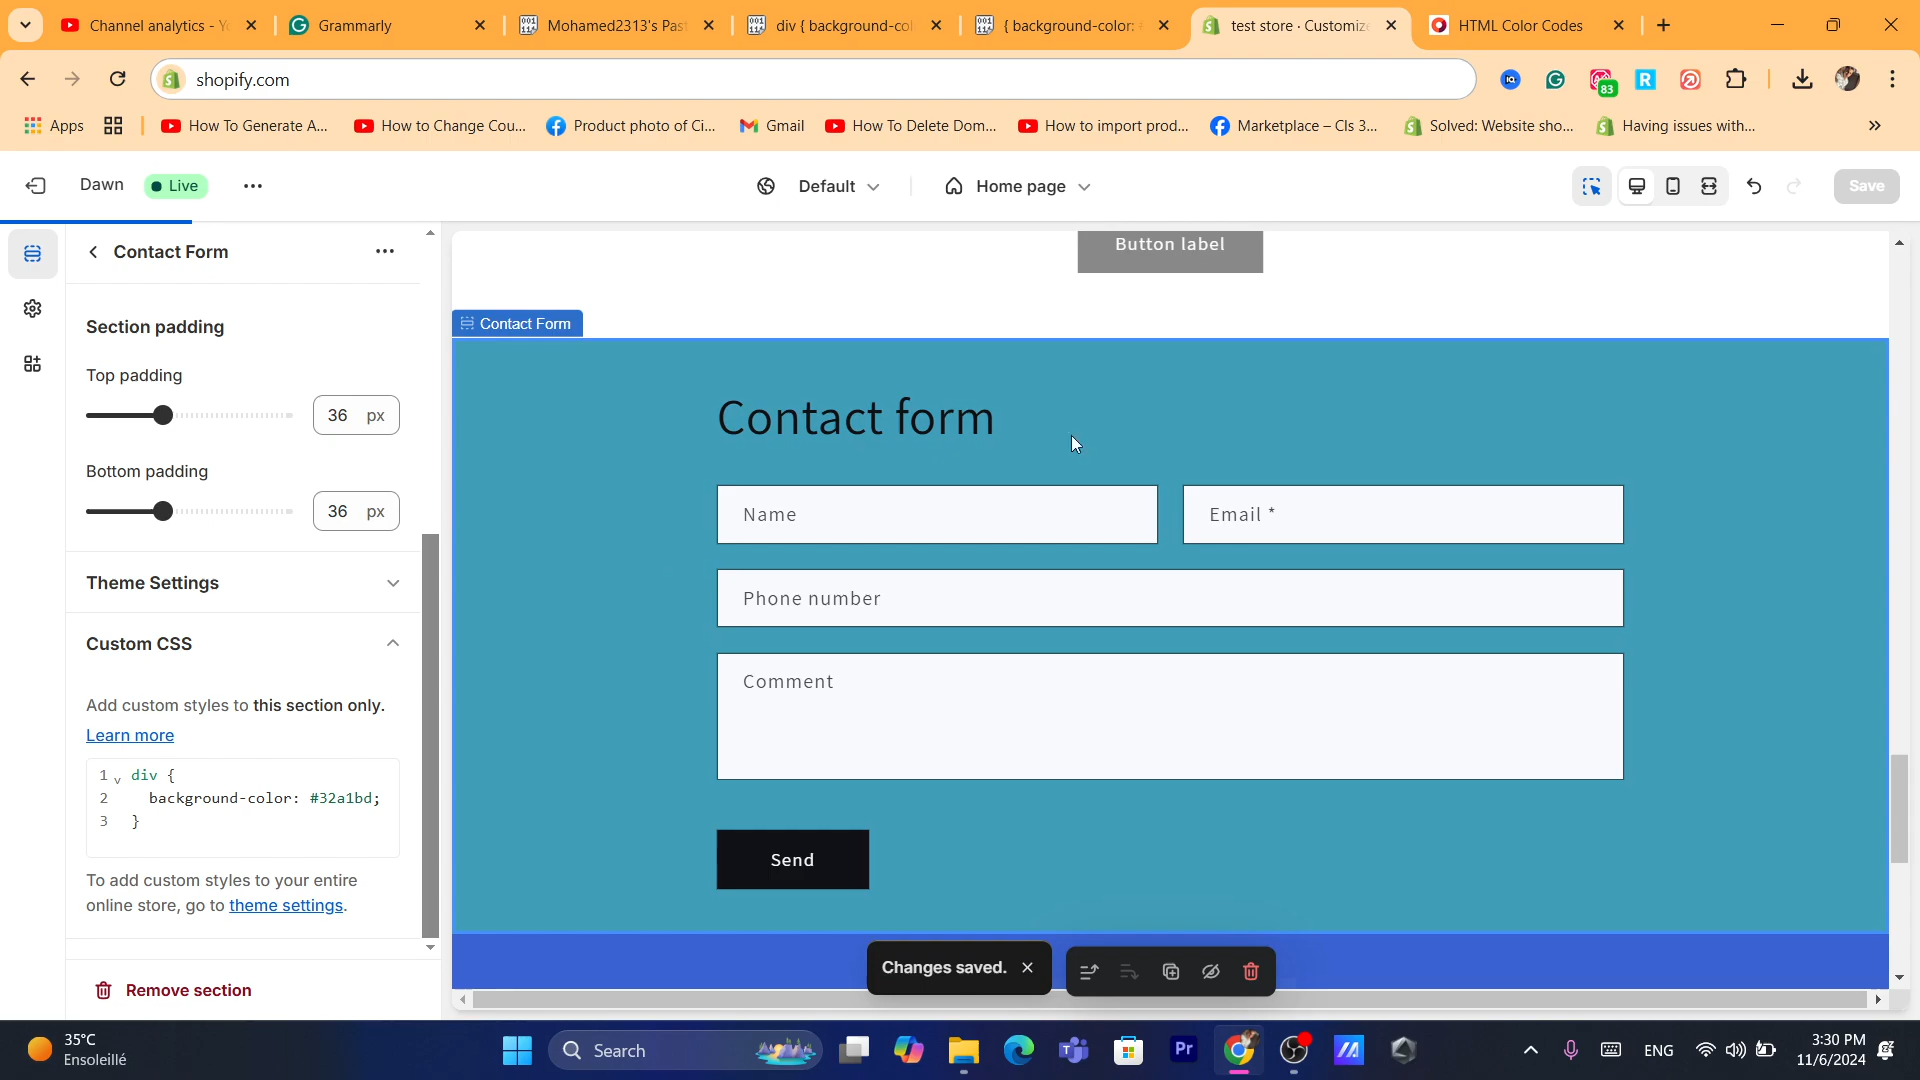 Channel analytics - Y
Grammarly
Mohamed2313's Past
div { background-col
{ background-color: #
test store · Customize
HTML Color Codes
shopify.com
83
Apps
How To Generate A...
How to Change Cou...
Product photo of Ci...
Gmail
How To Delete Dom...
How to import prod...
Marketplace – Cls 3...
Solved: Website sho...
Having issues with...
Dawn
Live
Default
Home page
Save
Contact Form
Section padding
Top padding
36 px
Bottom padding
36 px
Theme Settings
Custom CSS
Add custom styles to this section only.
Learn more
1 div {
2 background-color: #32a1bd;
3 }
To add custom styles to your entire
online store, go to theme settings.
Remove section
Button label
Contact Form
Contact form
Name
Email *
Phone number
Comment
Send
Changes saved.
35°C
Ensoleillé
Search
Pr
ENG
3:30 PM
11/6/2024